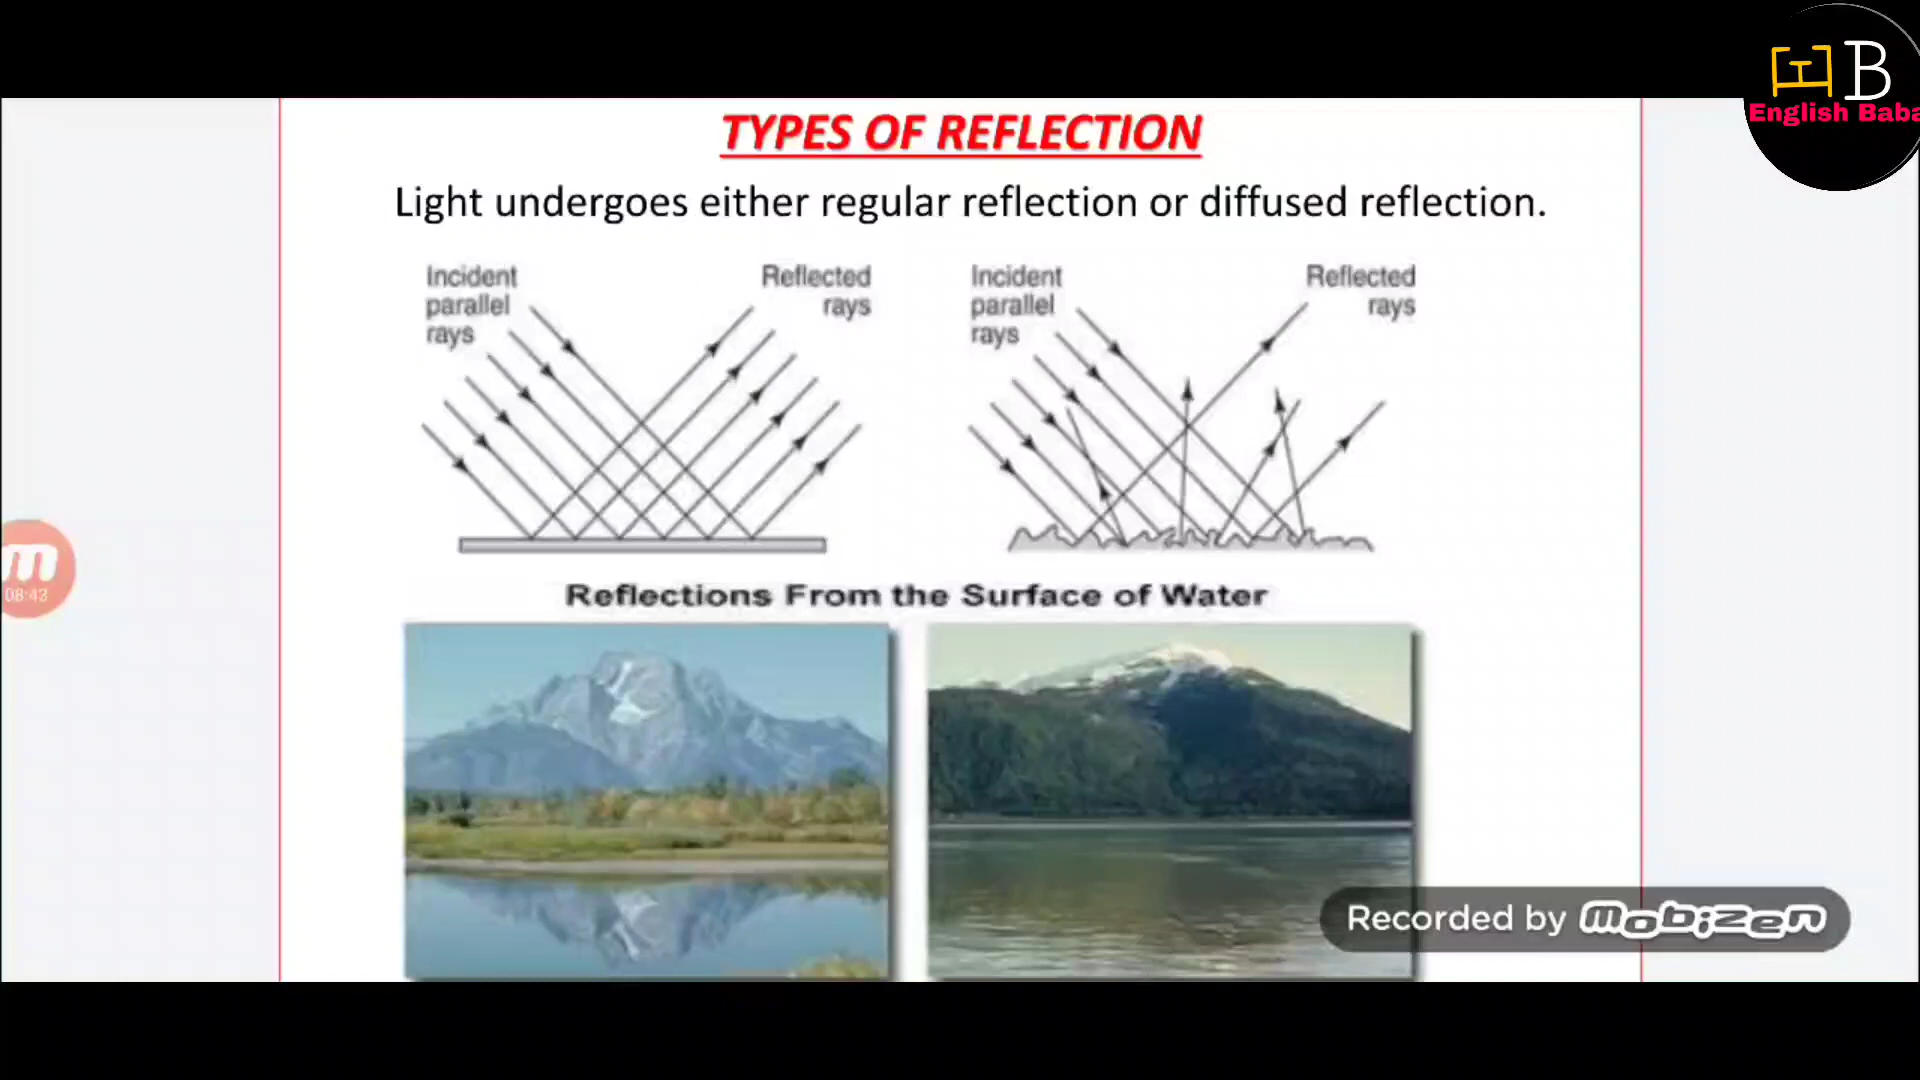 B
English Baba
TYPES OF REFLECTION
Light undergoes either regular reflection or diffused reflection.
Incident
parallel
rays
Reflected
rays
Incident
parallel
rays
Reflected
rays
m
08:43
Reflections From the Surface of Water
Recorded by mobizen